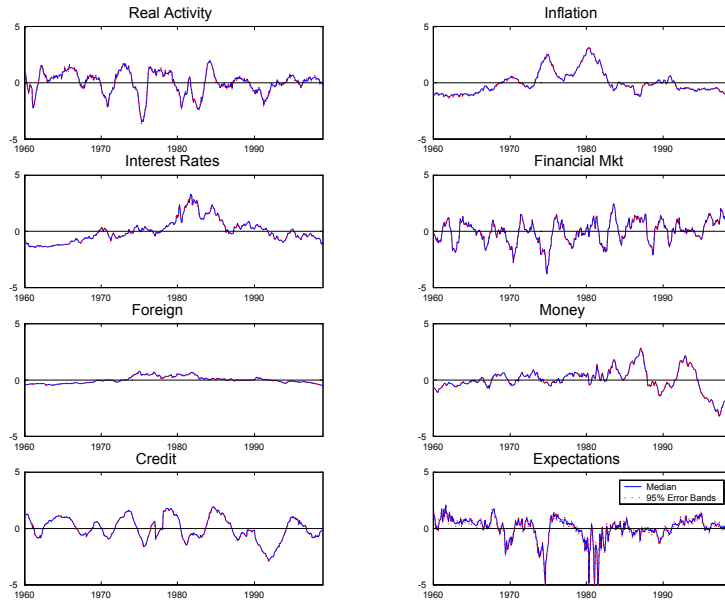 Real Activity
5
0
-5
1960 1970 1980 1990
Inflation
5
0
-5
1960 1970 1980 1990
Interest Rates
5
0
-5
1960 1970 1980 1990
Financial Mkt
5
0
-5
1960 1970 1980 1990
Foreign
5
0
-5
1960 1970 1980 1990
Money
5
0
-5
1960 1970 1980 1990
Credit
5
0
-5
1960 1970 1980 1990
Expectations
5
0
-5
1960 1970 1980 1990
Median
95% Error Bands